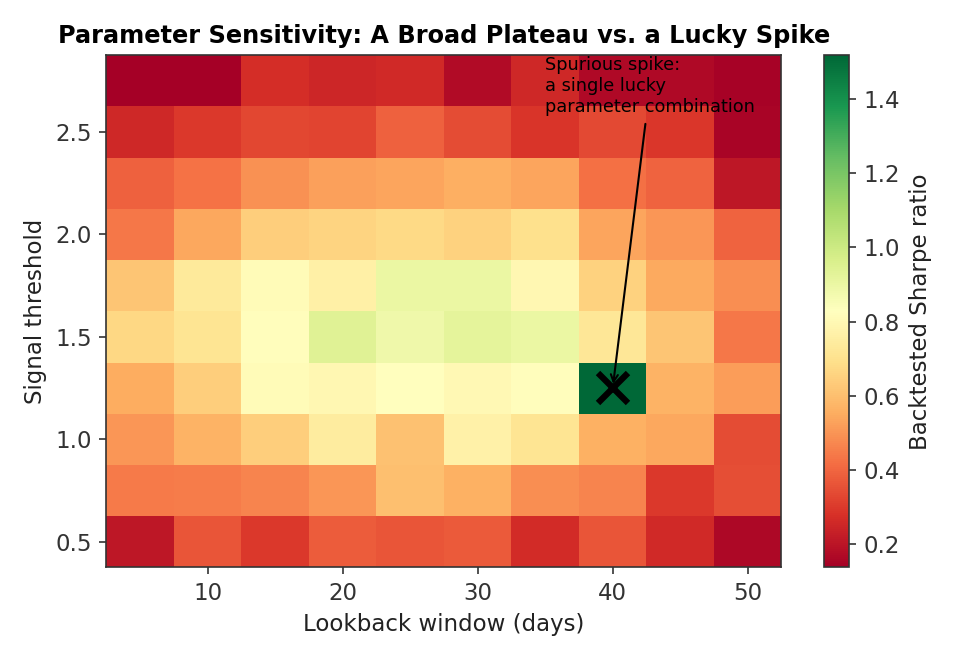 Parameter Sensitivity: A Broad Plateau vs. a Lucky Spike
Spurious spike:
a single lucky
parameter combination
Signal threshold
2.5
2.0
1.5
1.0
0.5
10 20 30 40 50
Lookback window (days)
1.4
1.2
1.0
0.8
0.6
0.4
0.2
Backtested Sharpe ratio